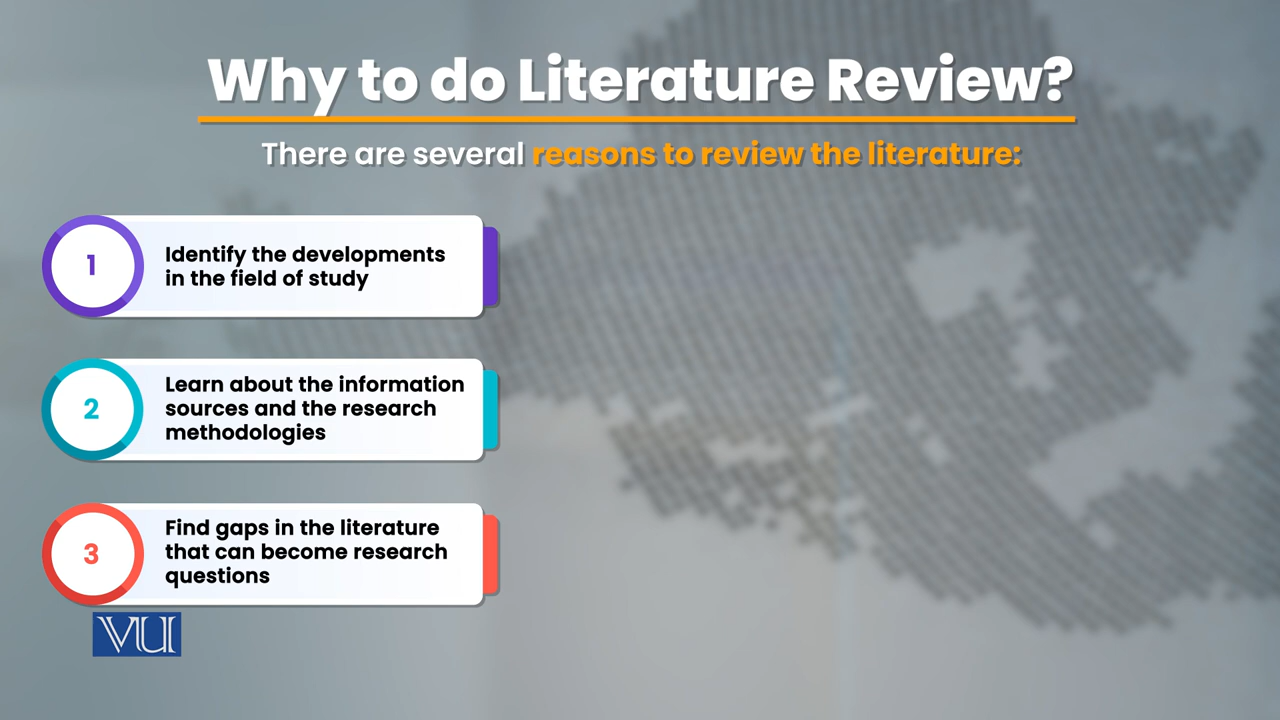 Why to do Literature Review?
There are several reasons to review the literature:
1
Identify the developments
in the field of study
2
Learn about the information
sources and the research
methodologies
3
Find gaps in the literature
that can become research
questions
VU